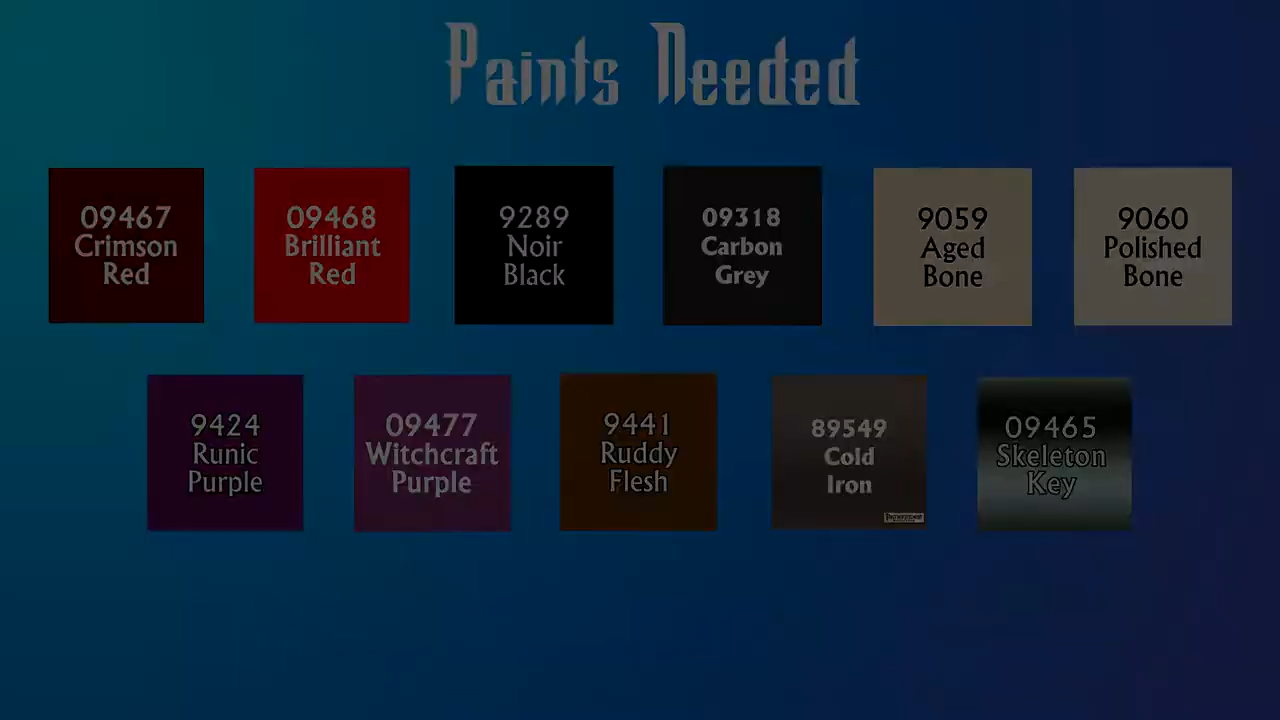 Paints Needed
09467
Crimson
Red
09468
Brilliant
Red
9289
Noir
Black
09318
Carbon
Grey
9059
Aged
Bone
9060
Polished
Bone
9424
Runic
Purple
09477
Witchcraft
Purple
9441
Ruddy
Flesh
89549
Cold
Iron
09465
Skeleton
Key